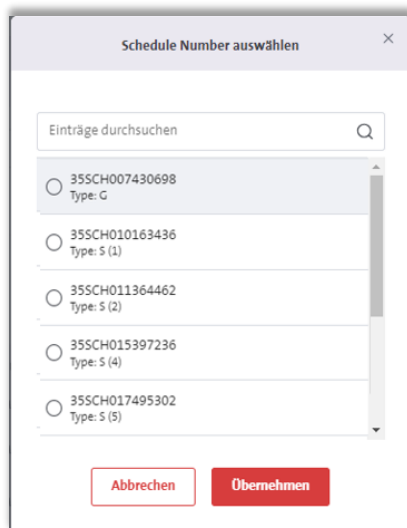 Schedule Number auswählen
Einträge durchsuchen
35SCH007430698
Type: G
35SCH010163436
Type: S (1)
35SCH011364462
Type: S (2)
35SCH015397236
Type: S (4)
35SCH017495302
Type: S (5)
Abbrechen Übernehmen